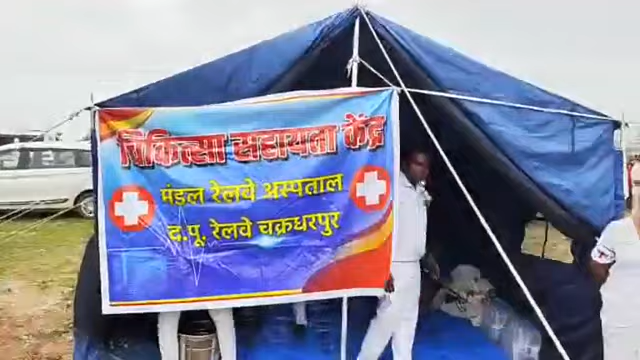 चिकित्सा सहायता केंद्र
मंडल रेलवे अस्पताल
द.पू. रेलवे चक्रधरपुर